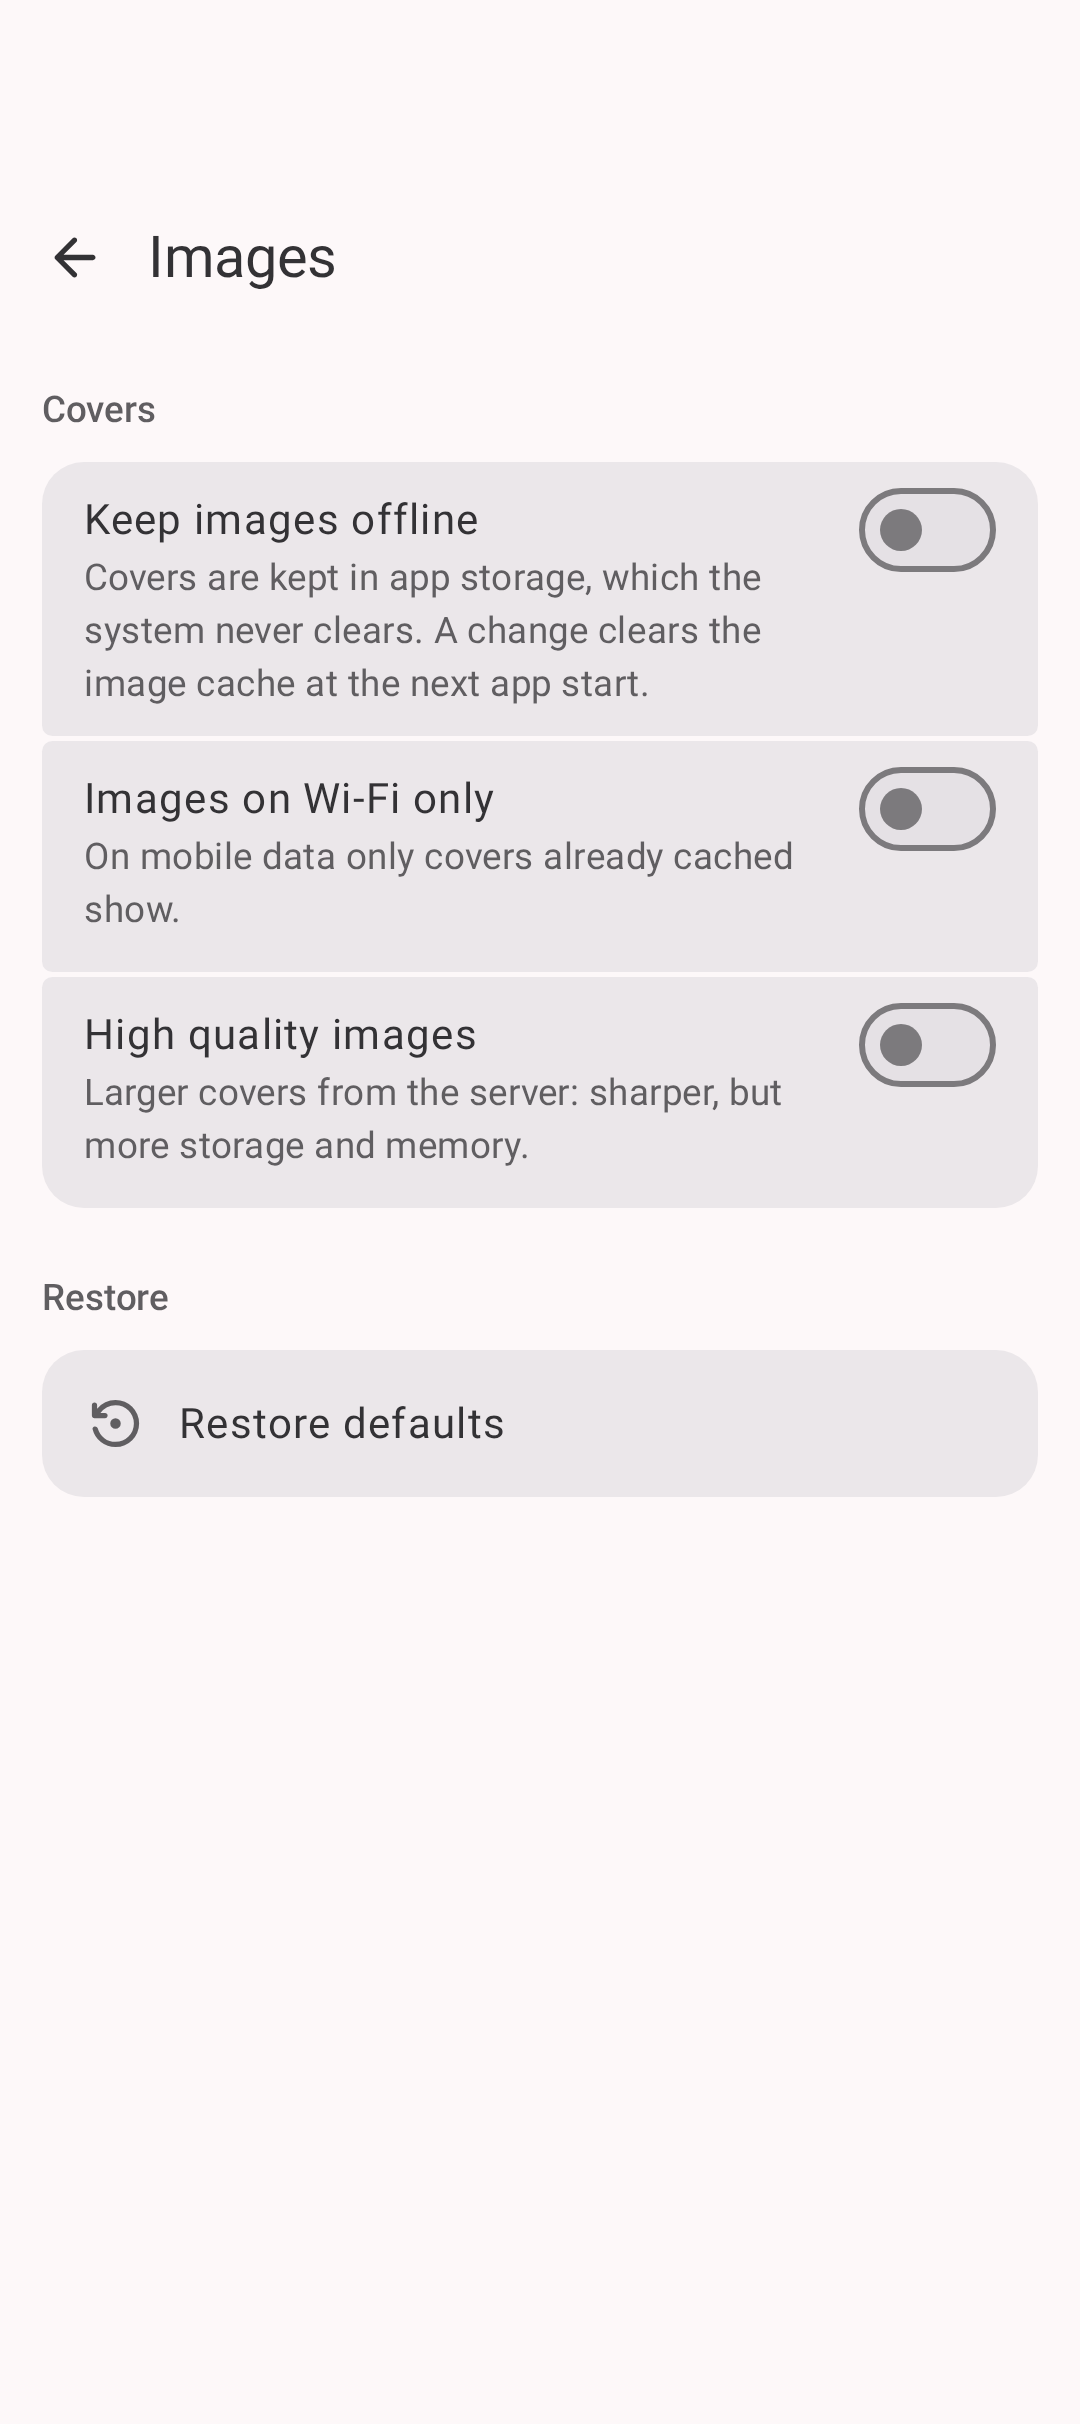 Images
Covers
Keep images offline
Covers are kept in app storage, which the
system never clears. A change clears the
image cache at the next app start.
Images on Wi-Fi only
On mobile data only covers already cached
show.
High quality images
Larger covers from the server: sharper, but
more storage and memory.
Restore
Restore defaults